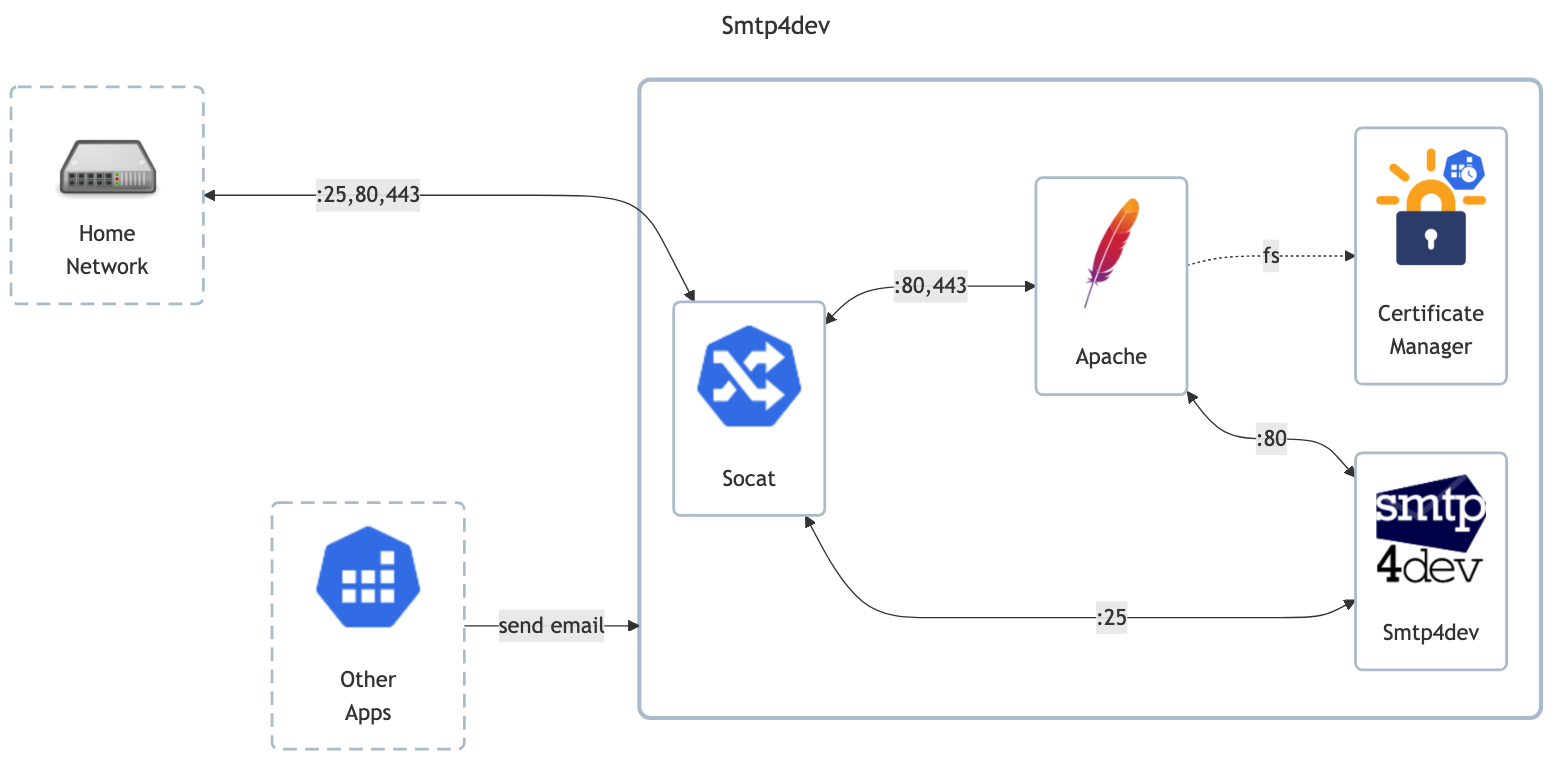 Smtp4dev
Home
Network
:25,80,443
Socat
:80,443
Apache
fs
Certificate
Manager
:80
smtp
4dev
Smtp4dev
:25
Other
Apps
send email